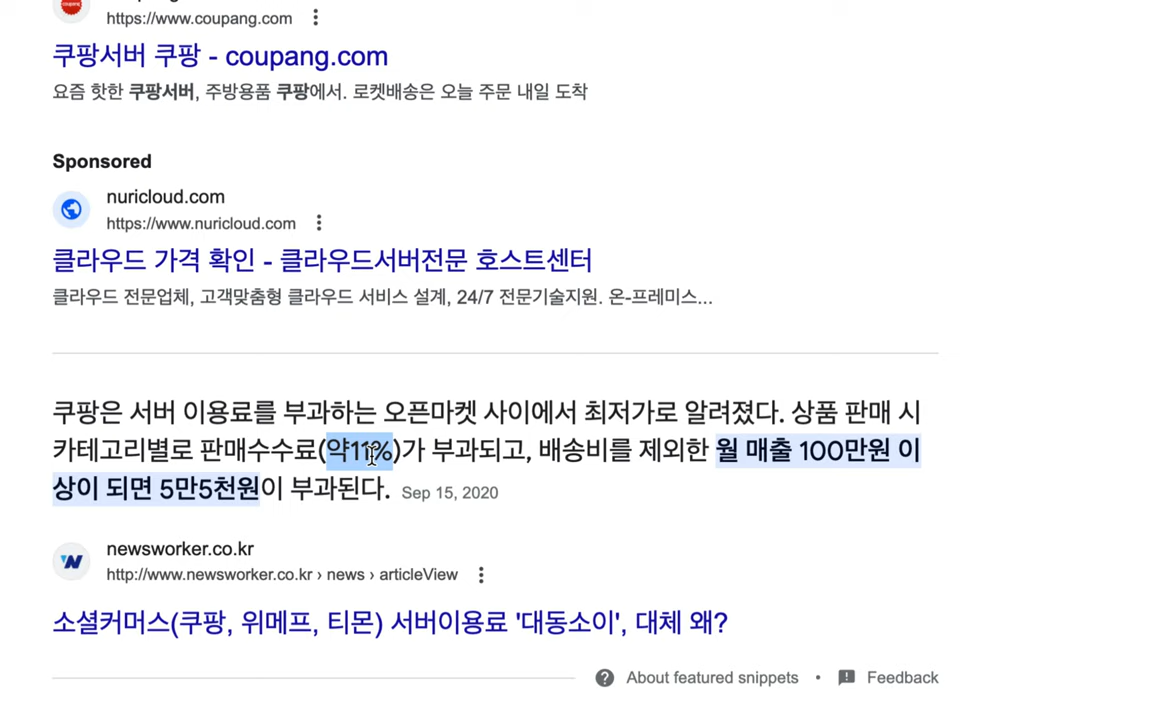 https://www.coupang.com
쿠팡서버 쿠팡 - coupang.com
요즘 핫한 쿠팡서버, 주방용품 쿠팡에서. 로켓배송은 오늘 주문 내일 도착
Sponsored
nuricloud.com
https://www.nuricloud.com
클라우드 가격 확인 - 클라우드서버전문 호스트센터
클라우드 전문업체, 고객맞춤형 클라우드 서비스 설계, 24/7 전문기술지원. 온-프레미스...
쿠팡은 서버 이용료를 부과하는 오픈마켓 사이에서 최저가로 알려졌다. 상품 판매 시
카테고리별로 판매수수료(약11%)가 부과되고, 배송비를 제외한 월 매출 100만원 이
상이 되면 5만5천원이 부과된다. Sep 15, 2020
newsworker.co.kr
http://www.newsworker.co.kr › news › articleView
소셜커머스(쿠팡, 위메프, 티몬) 서버이용료 '대동소이', 대체 왜?
About featured snippets • Feedback